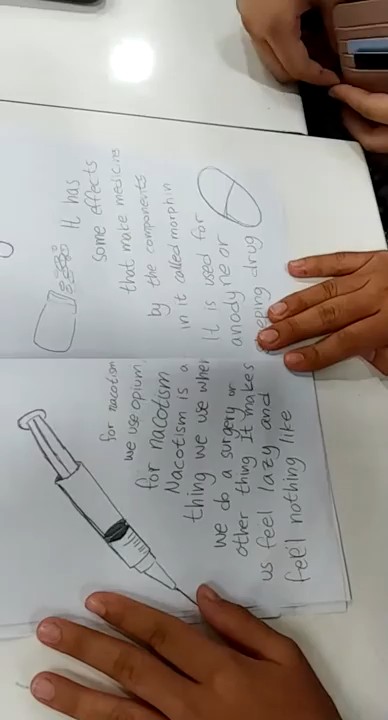 for nacotism
we use opium,
for nacotism
Nacotism is a
thing we use when
we do a surgery or
other thing It makes
us feel lazy and
feel nothing like
It has
some effects
that make medicine
by the components
in it called morphin
It is used for
anodyne or
sleeping drug